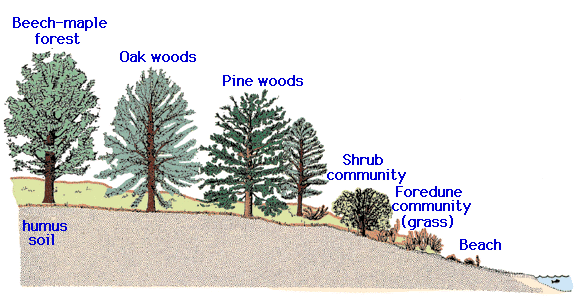 Beech-maple
forest
Oak woods
Pine woods
Shrub
community
Foredune
community
(grass)
Beach
humus
soil